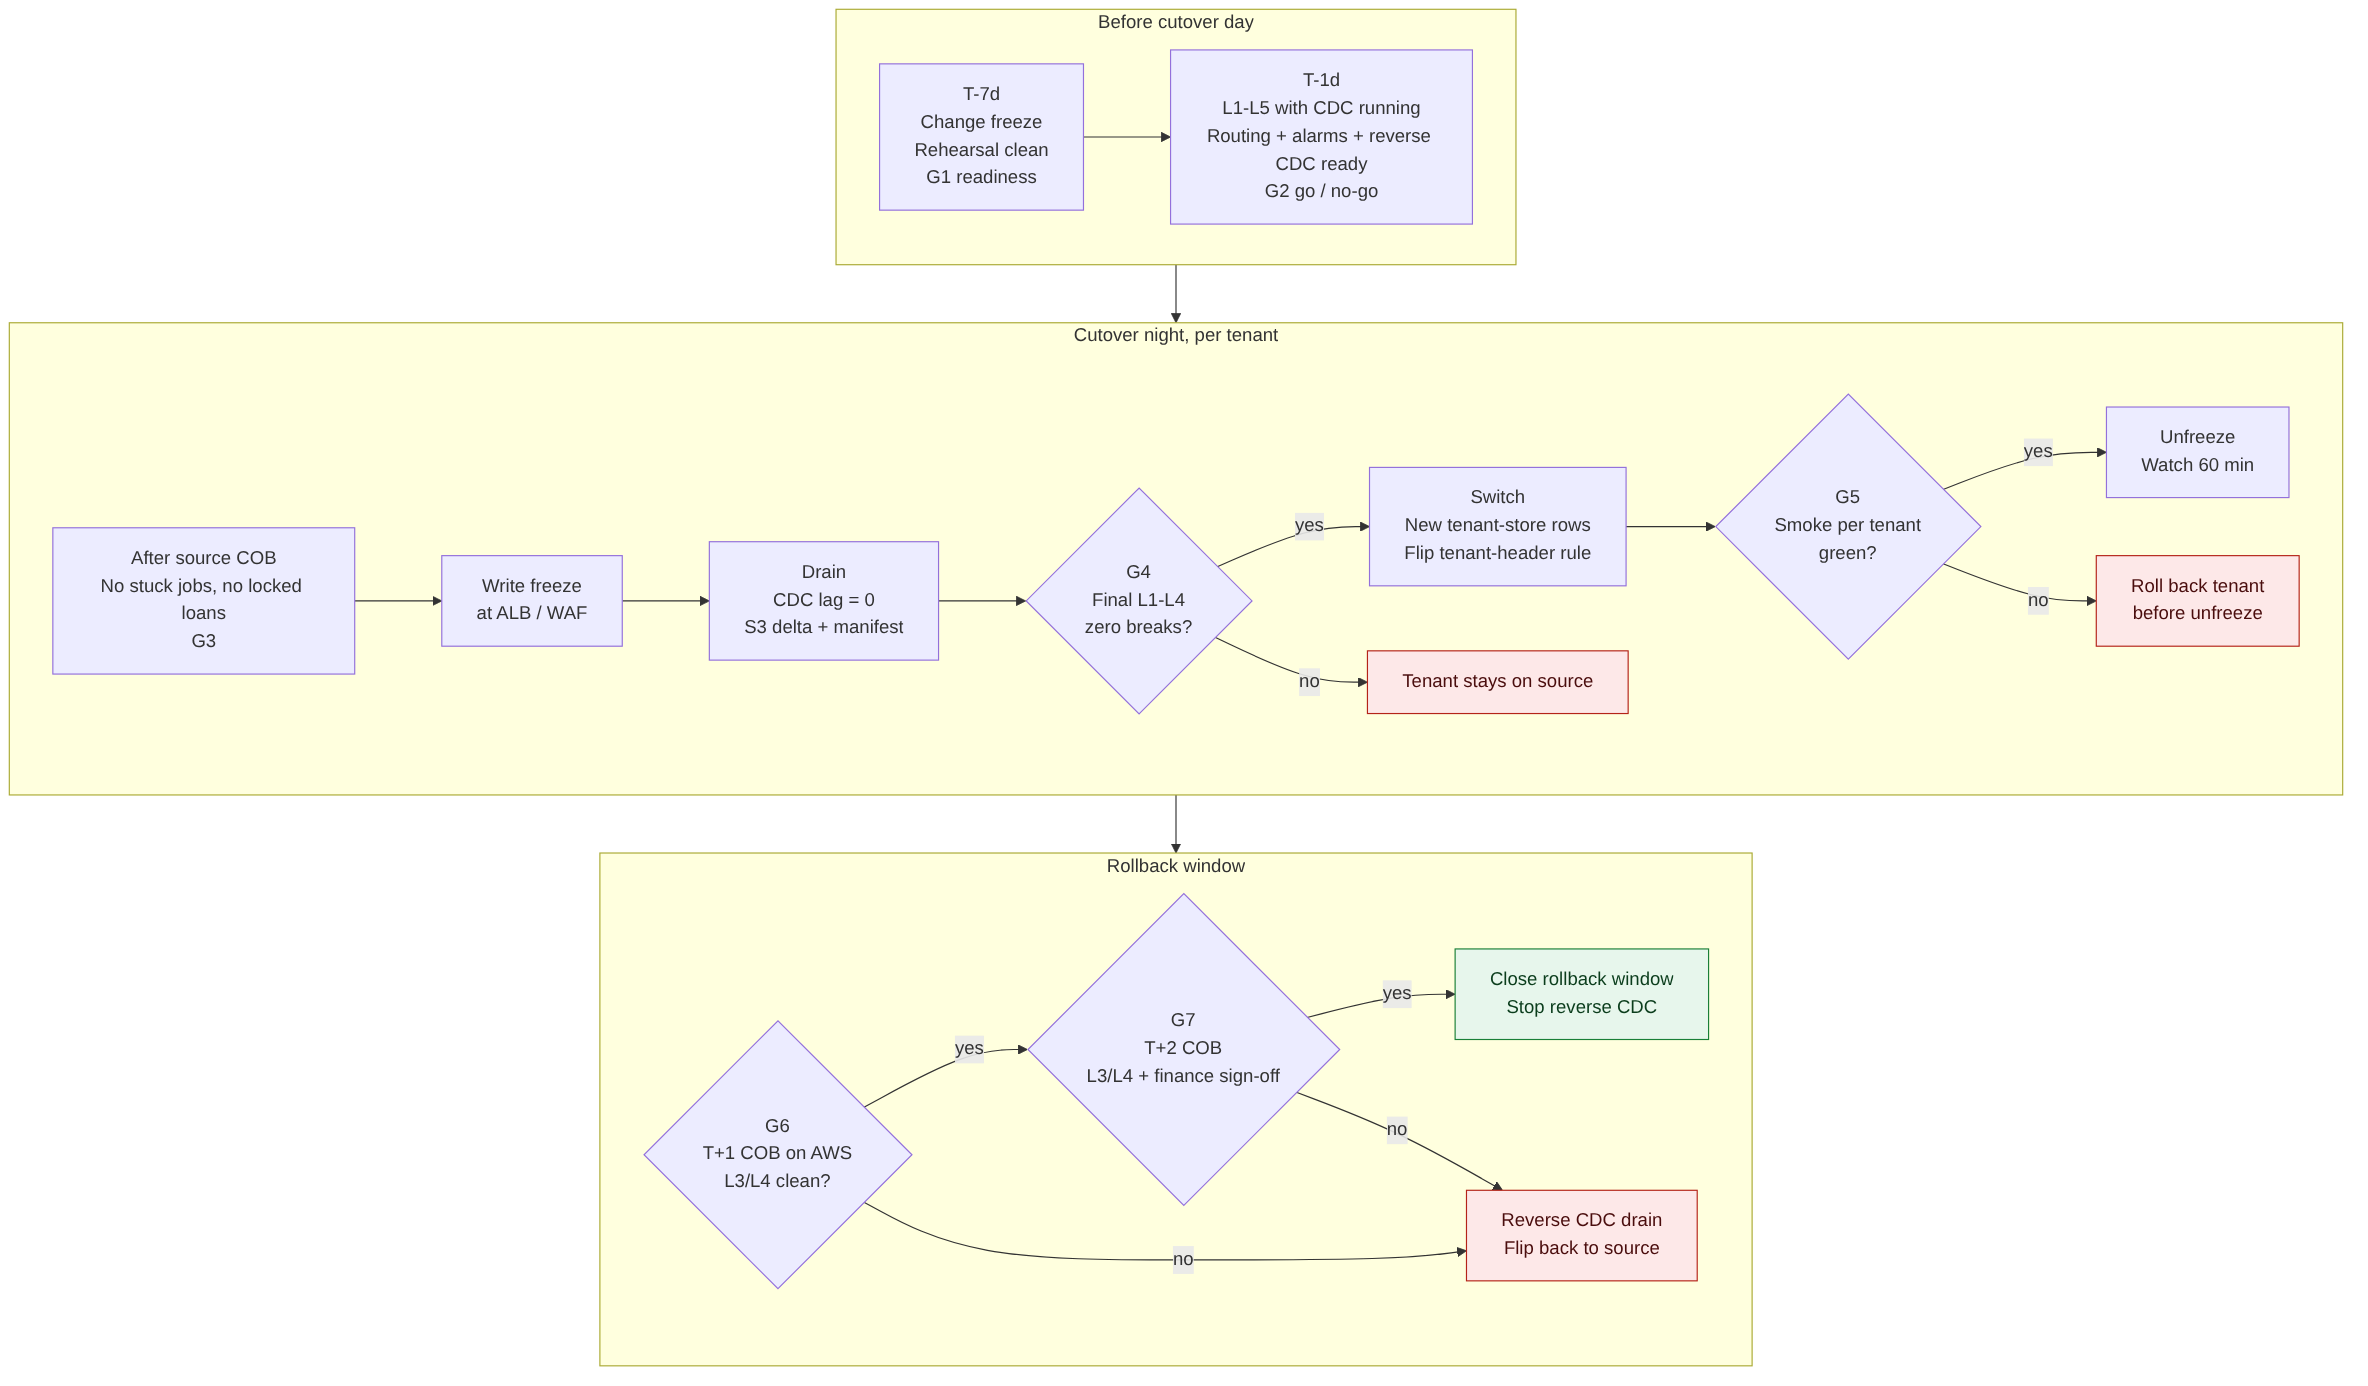 Before cutover day
T-7d
Change freeze
Rehearsal clean
G1 readiness
T-1d
L1-L5 with CDC running
Routing + alarms + reverse
CDC ready
G2 go / no-go
Cutover night, per tenant
After source COB
No stuck jobs, no locked
loans
G3
Write freeze
at ALB / WAF
Drain
CDC lag = 0
S3 delta + manifest
G4
Final L1-L4
zero breaks?
yes
no
Switch
New tenant-store rows
Flip tenant-header rule
Tenant stays on source
G5
Smoke per tenant
green?
yes
no
Unfreeze
Watch 60 min
Roll back tenant
before unfreeze
Rollback window
G6
T+1 COB on AWS
L3/L4 clean?
yes
no
G7
T+2 COB
L3/L4 + finance sign-off
yes
no
Close rollback window
Stop reverse CDC
Reverse CDC drain
Flip back to source